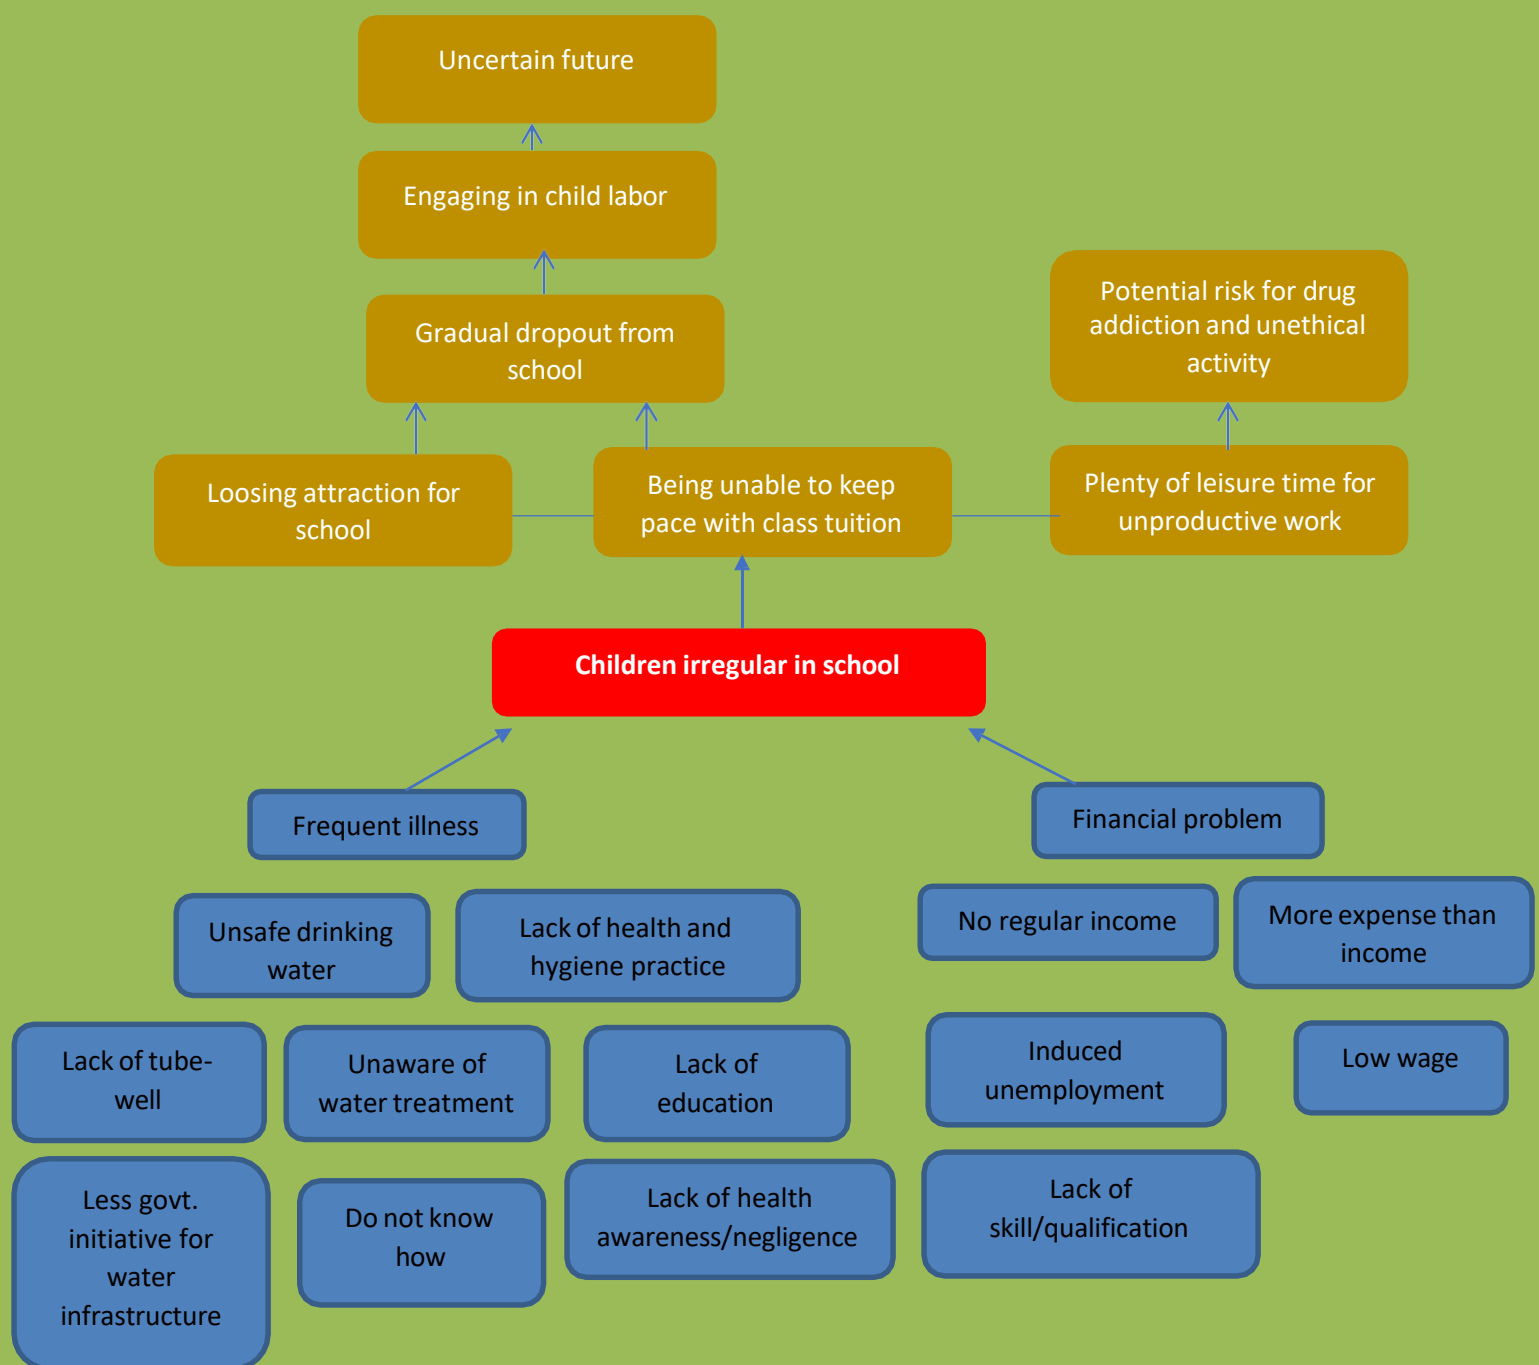 Uncertain future
Engaging in child labor
Gradual dropout from
school
Potential risk for drug
addiction and unethical
activity
Loosing attraction for
school
Being unable to keep
pace with class tuition
Plenty of leisure time for
unproductive work
Children irregular in school
Frequent illness
Financial problem
Unsafe drinking
water
Lack of health and
hygiene practice
No regular income
More expense than
income
Lack of tube-
well
Unaware of
water treatment
Lack of
education
Induced
unemployment
Low wage
Less govt.
initiative for
water
infrastructure
Do not know
how
Lack of health
awareness/negligence
Lack of
skill/qualification